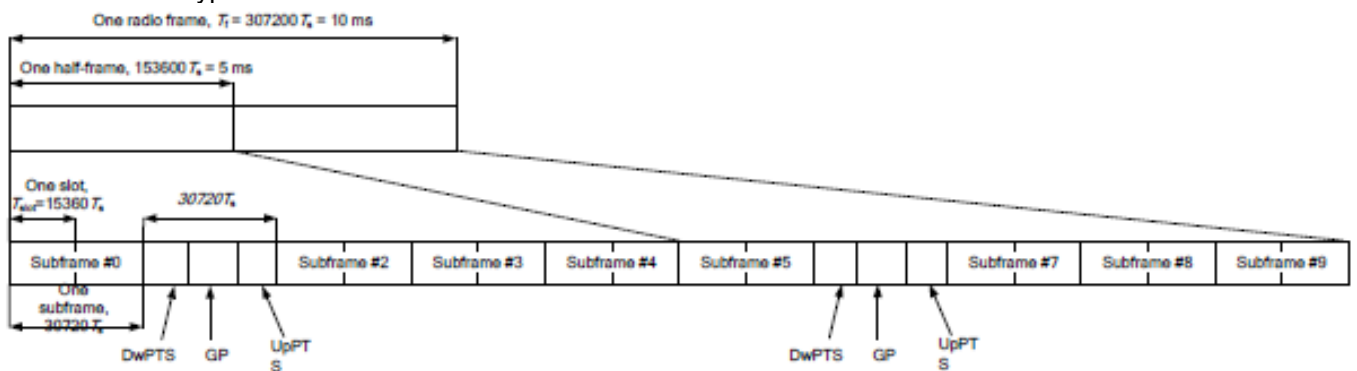 One radio frame, Tf = 307200 Ts = 10 ms
One half-frame, 153600 Ts = 5 ms
One slot,
Tslot=15360 Ts
30720Ts
Subframe #0
Subframe #2
Subframe #3
Subframe #4
Subframe #5
Subframe #7
Subframe #8
Subframe #9
One
subframe,
30720 Ts
DwPTS
GP
UpPT
S
DwPTS
GP
UpPT
S